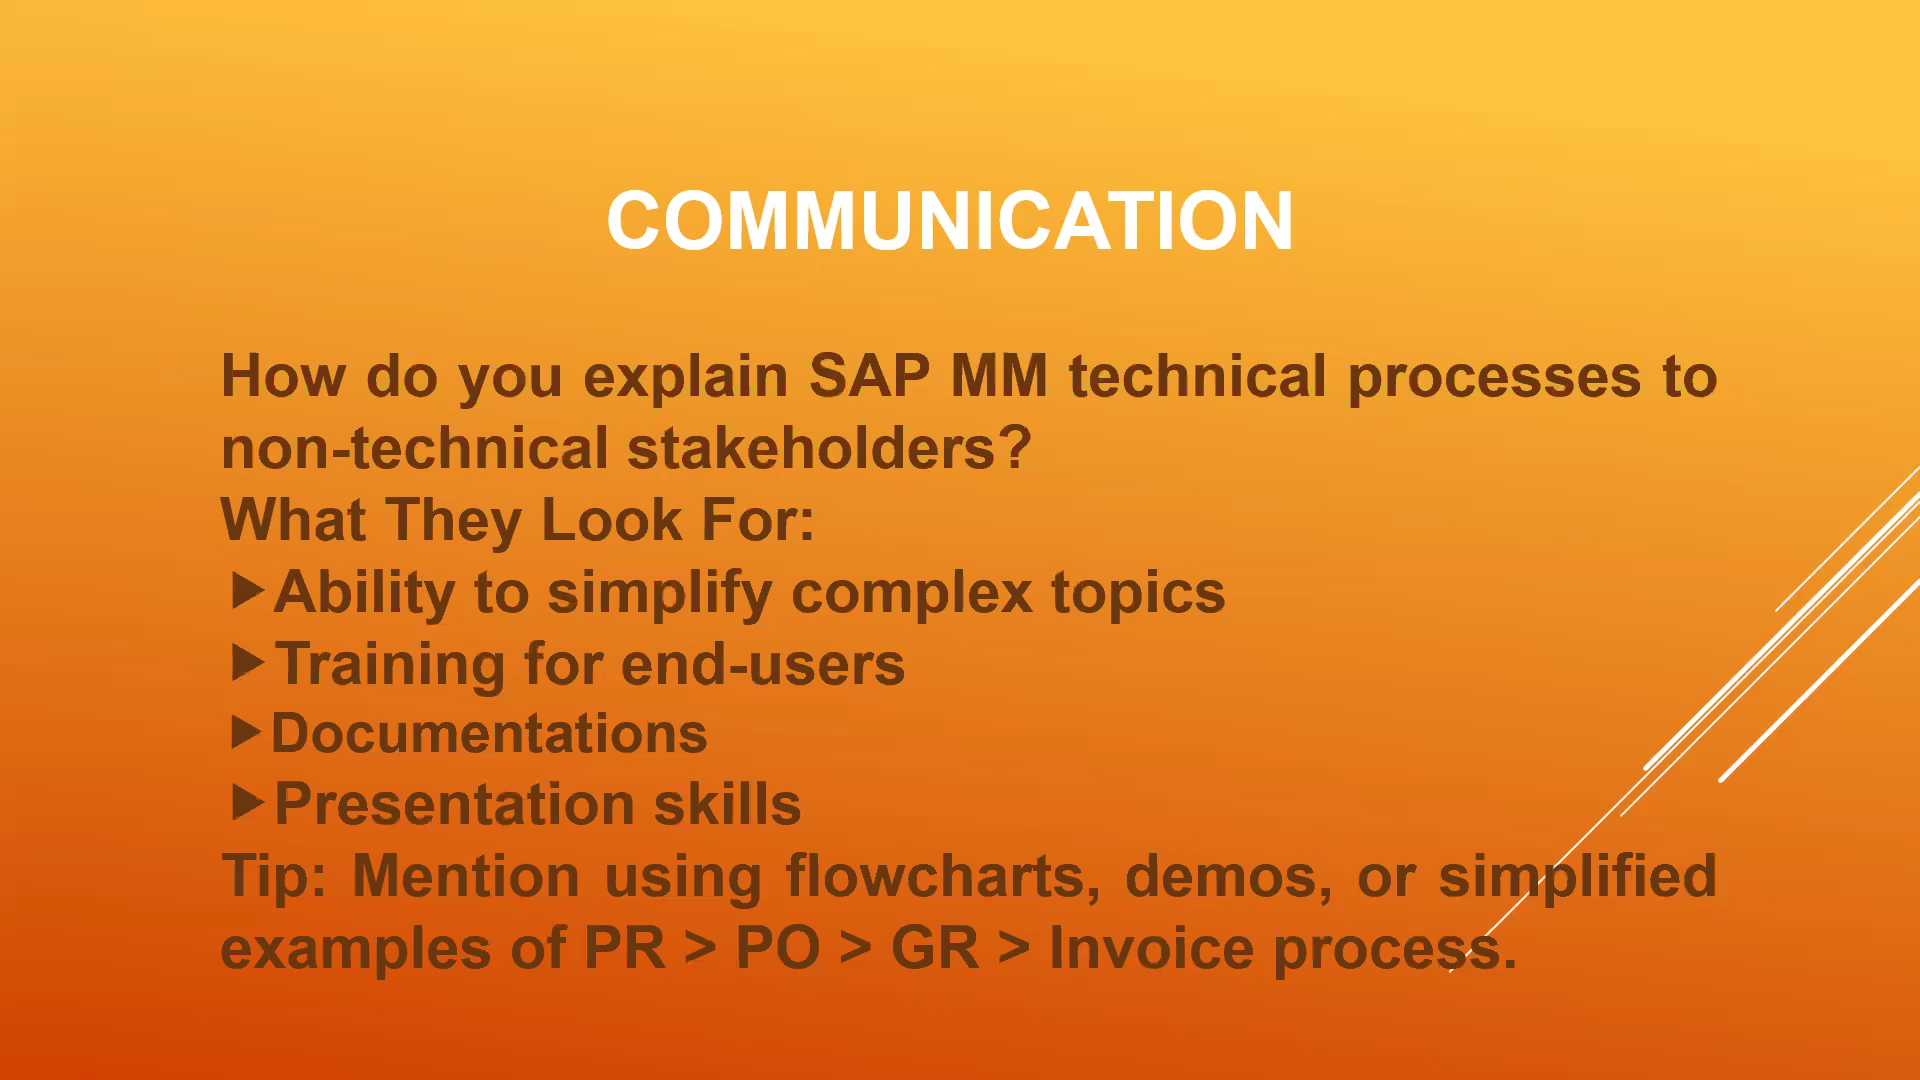 COMMUNICATION
How do you explain SAP MM technical processes to
non-technical stakeholders?
What They Look For:
▶Ability to simplify complex topics
▶Training for end-users
▶Documentations
▶Presentation skills
Tip: Mention using flowcharts, demos, or simplified
examples of PR > PO > GR > Invoice process.